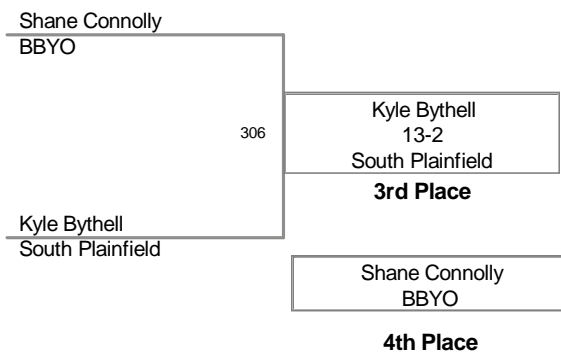 Shane Connolly
BBYO
306
Kyle Bythell
13-2
South Plainfield
3rd Place
Kyle Bythell
South Plainfield
Shane Connolly
BBYO
4th Place